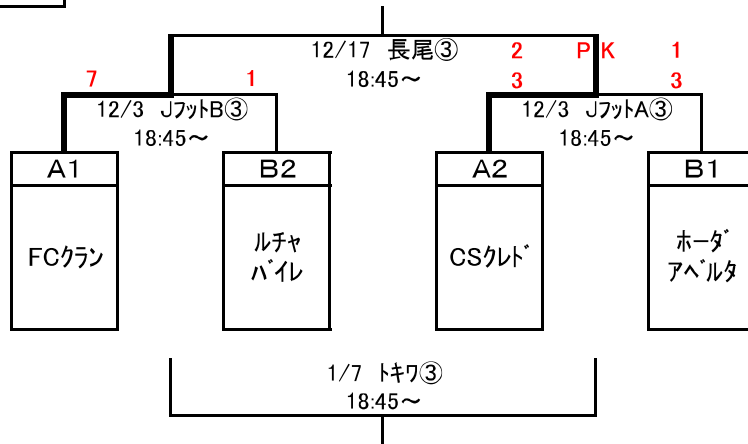 12/17 長尾③ 2 PK 1
7 1 18:45～ 3 3
12/3 JﾌｯﾄB③ 12/3 JﾌｯﾄA③
18:45～ 18:45～
A1 B2 A2 B1
FCｸﾗﾝ ﾙﾁｬ ﾊﾞｲﾚ CSｸﾚﾄﾞ ﾎｰﾀﾞ ｱﾍﾞﾙﾀ
1/7 ﾄｷﾜ③
18:45～